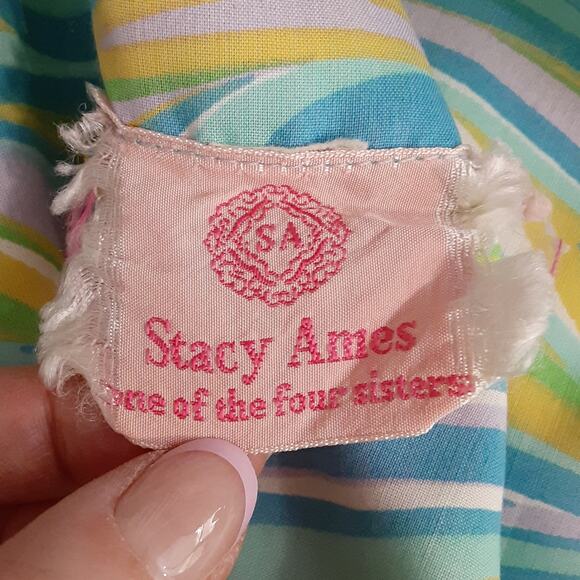 SA
Stacy Ames
one of the four sisters